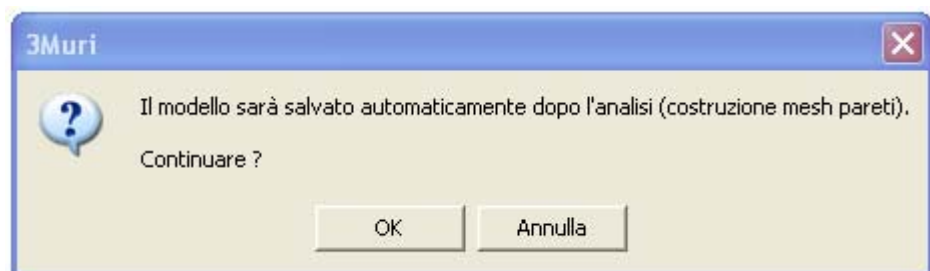 3Muri
Il modello sarà salvato automaticamente dopo l'analisi (costruzione mesh pareti).
Continuare ?
OK
Annulla